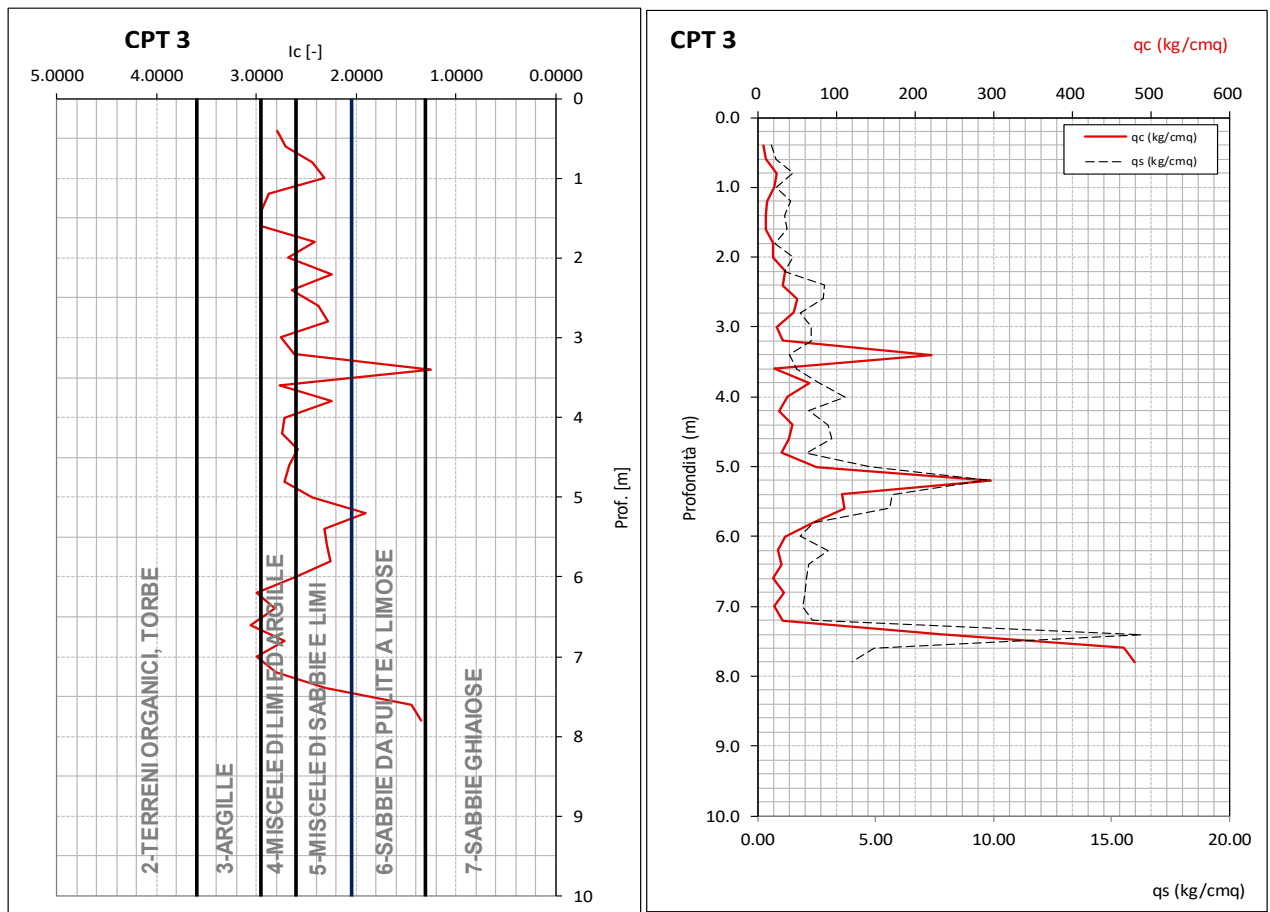 CPT 3
Ic [-]
5.0000 4.0000 3.0000 2.0000 1.0000 0.0000
0
1
2
3
4
5
6
7
8
9
10
Prof. [m]
2-TERRENI ORGANICI, TORBE
3-ARGILLE
4-MISCELE DI LIMI ED ARGILLE
5-MISCELE DI SABBIE E LIMI
6-SABBIE DA PULITE A LIMOSE
7-SABBIE GHIAIOSE
CPT 3
qc (kg/cmq)
0 100 200 300 400 500 600
qc (kg/cmq)
qs (kg/cmq)
Profondità (m)
0.0
1.0
2.0
3.0
4.0
5.0
6.0
7.0
8.0
9.0
10.0
0.00 5.00 10.00 15.00 20.00
qs (kg/cmq)